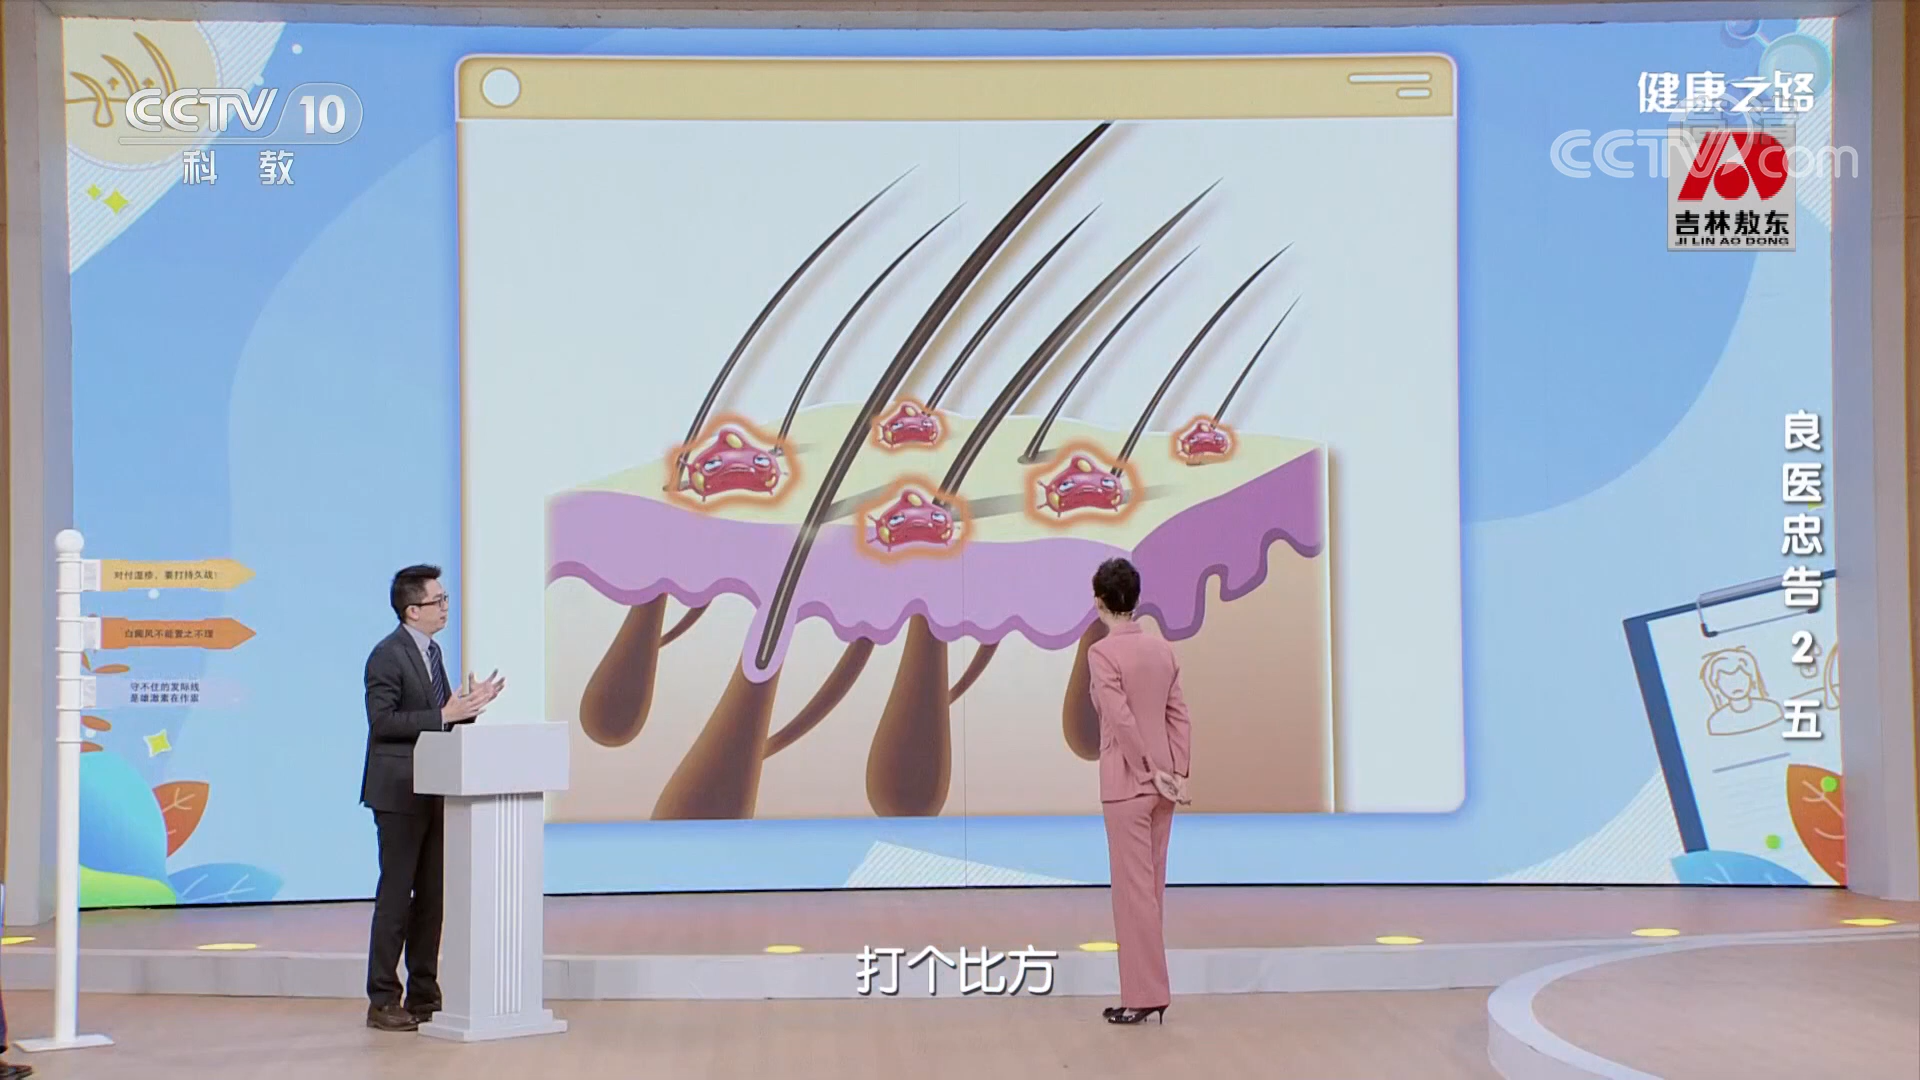 CCTV 10
科 教
健康之路
高清
CCTV.com
吉林敖东
JI LIN AO DONG
良医忠告2 五
对付湿疹，要打持久战！
白癜风不能置之不理
守不住的发际线
是雄激素在作祟
打个比方